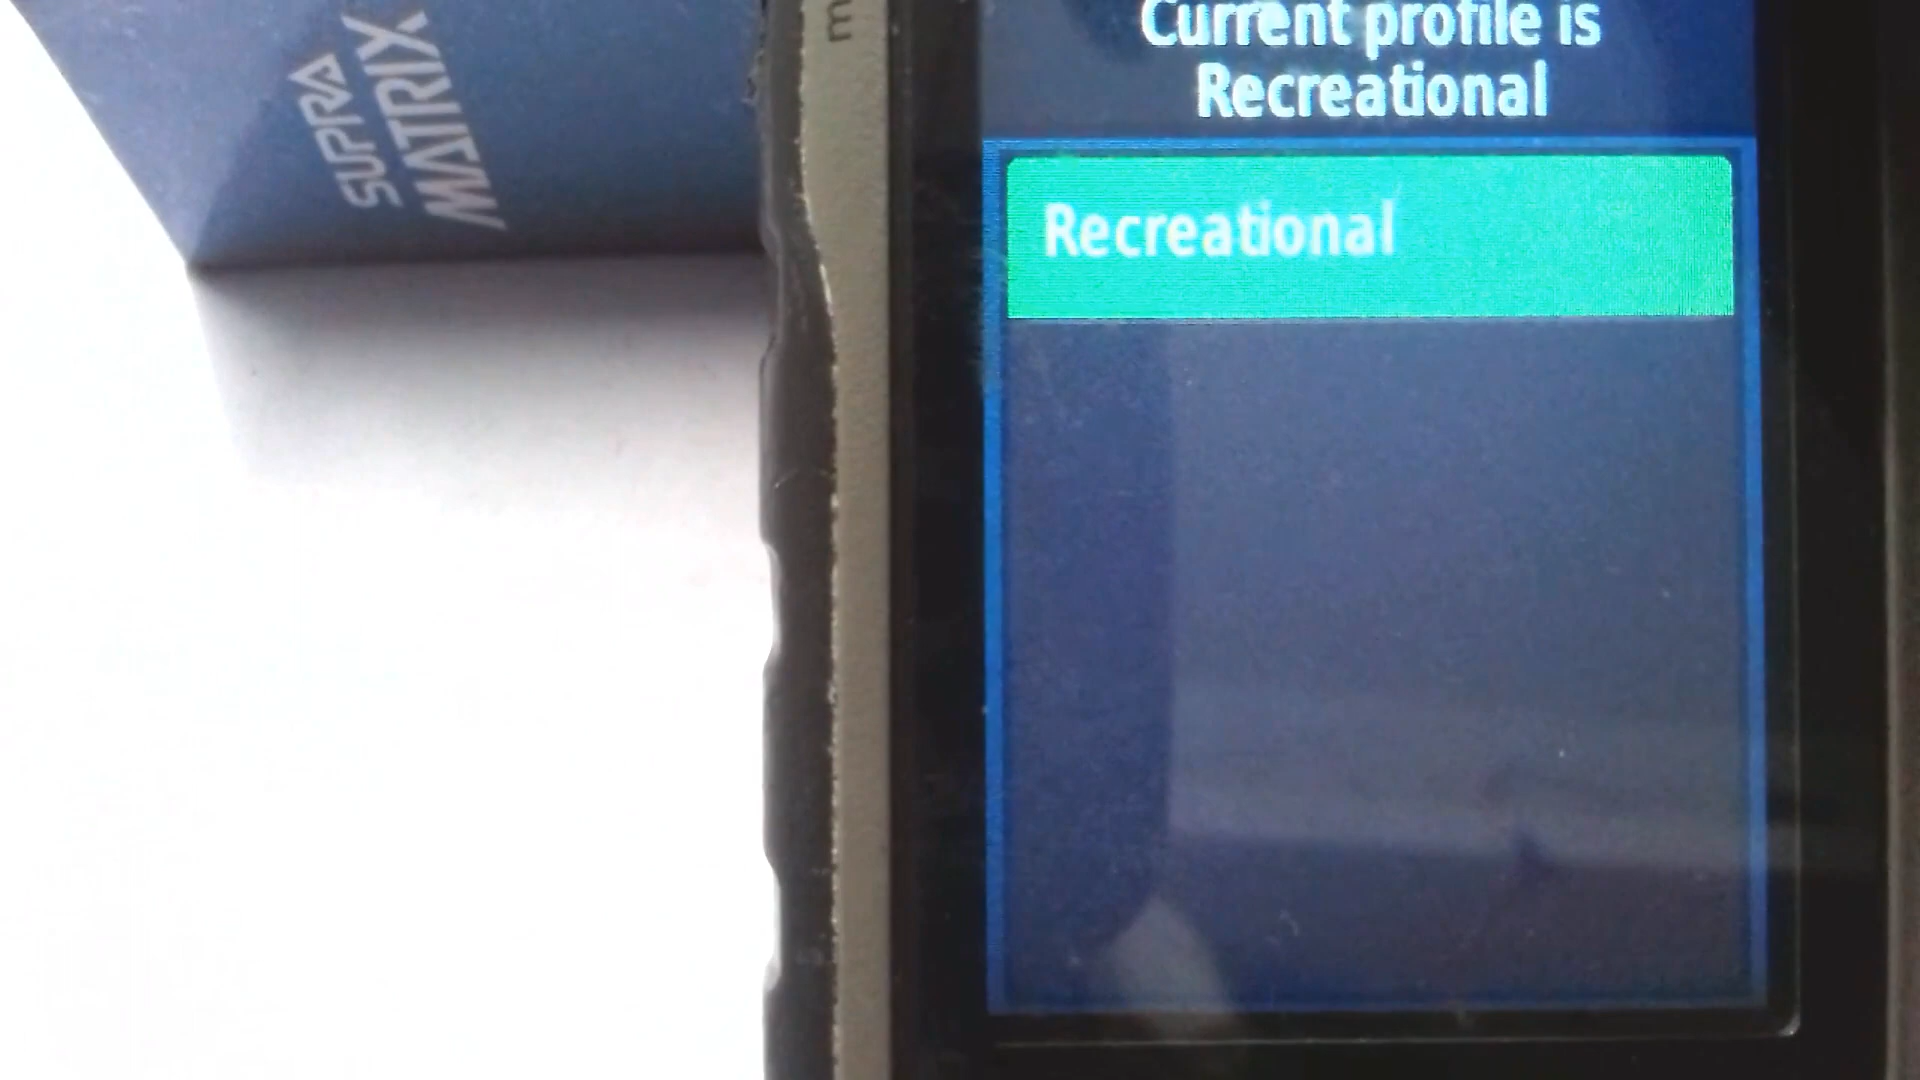 SUPRA
MATRIX
m
Current profile is
Recreational
Recreational